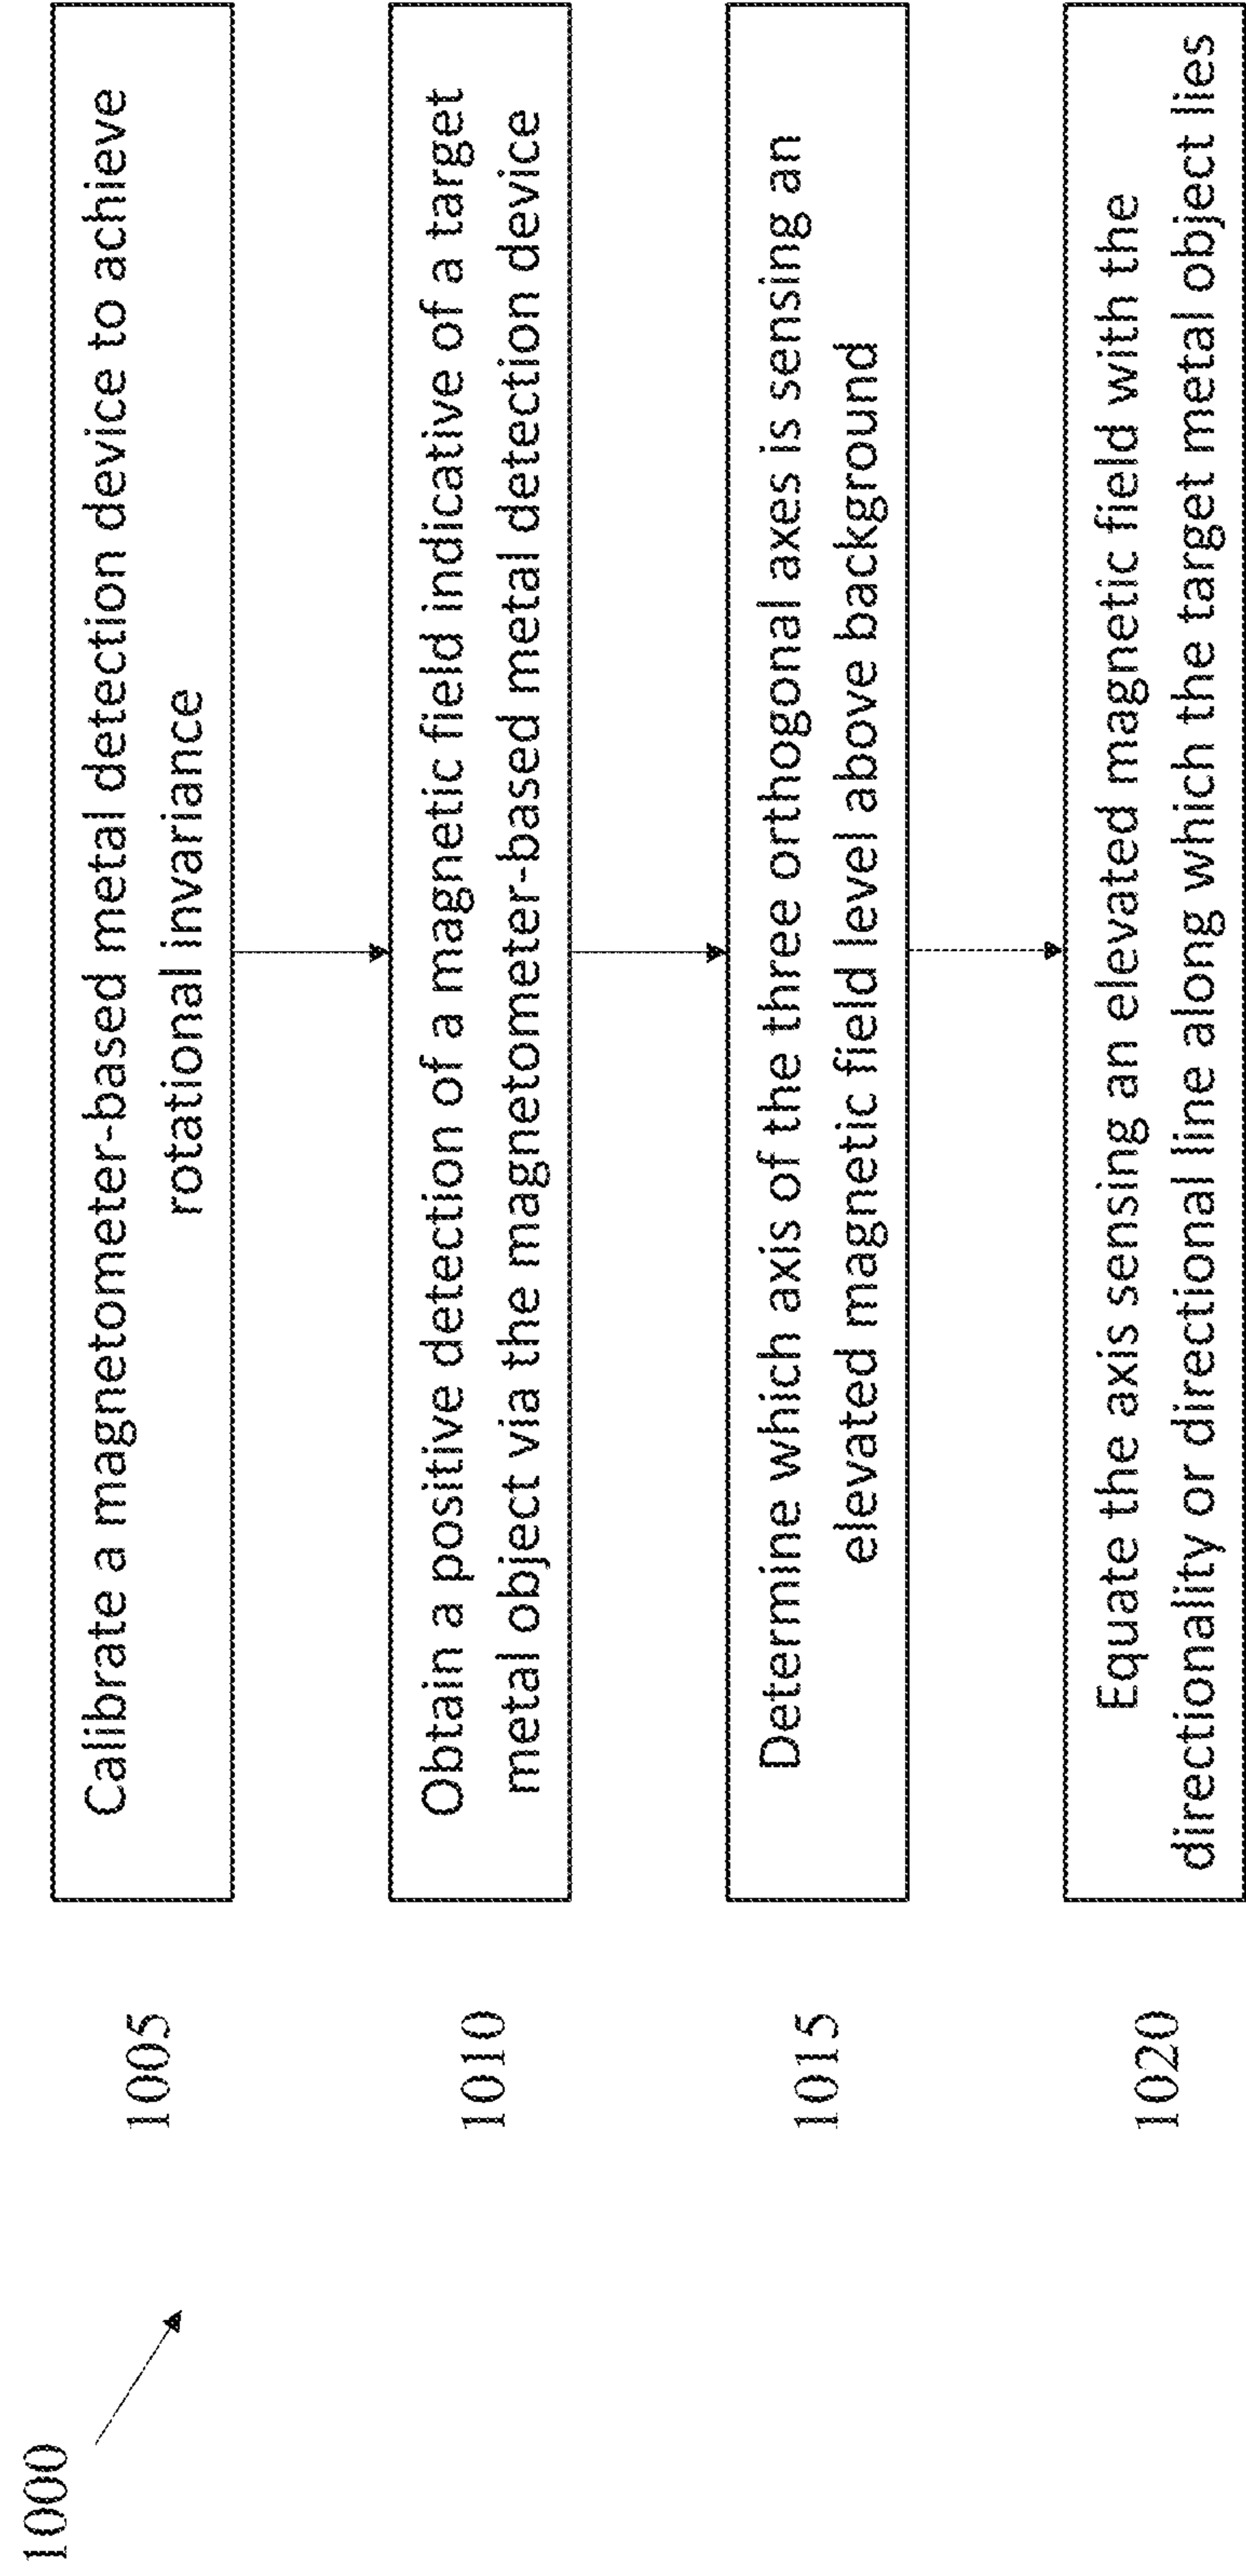 1000
1005
Calibrate a magnetometer-based metal detection device to achieve
rotational invariance
1010
Obtain a positive detection of a magnetic field indicative of a target
metal object via the magnetometer-based metal detection device
1015
Determine which axis of the three orthogonal axes is sensing an
elevated magnetic field level above background
1020
Equate the axis sensing an elevated magnetic field with the
directionality or directional line along which the target metal object lies